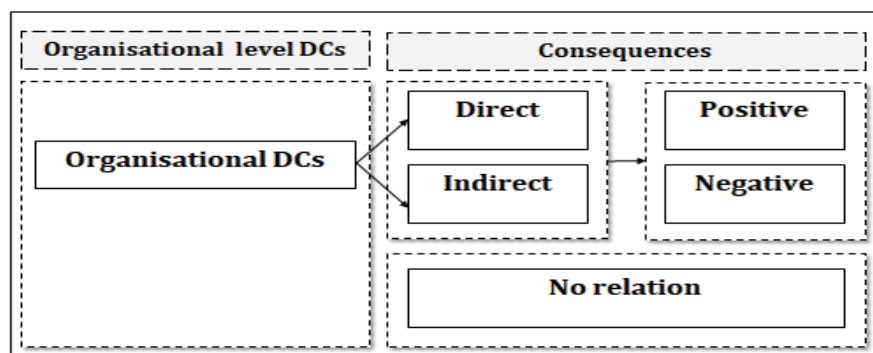 Organisational level DCs
Consequences
Organisational DCs
Direct
Indirect
Positive
Negative
No relation